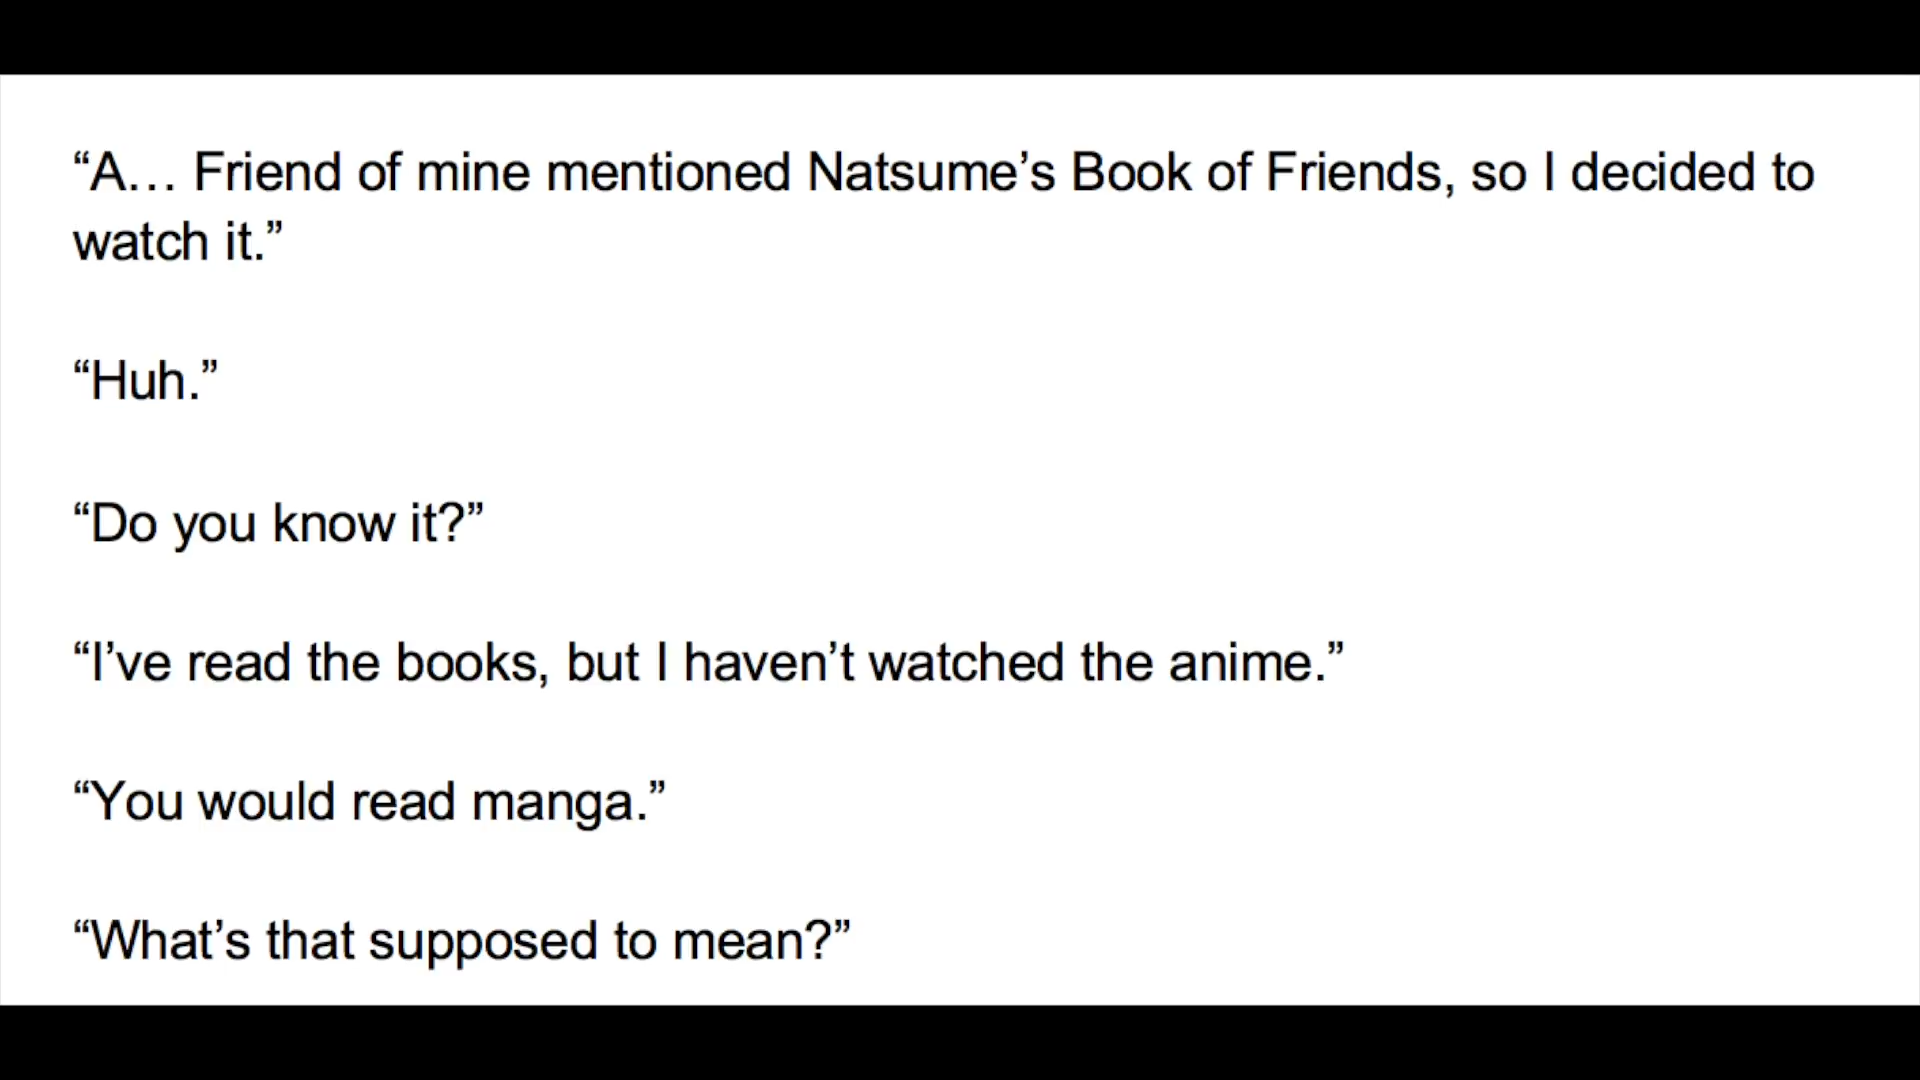 “A… Friend of mine mentioned Natsume’s Book of Friends, so I decided to
watch it.”
“Huh.”
“Do you know it?”
“I’ve read the books, but I haven’t watched the anime.”
“You would read manga.”
“What’s that supposed to mean?”